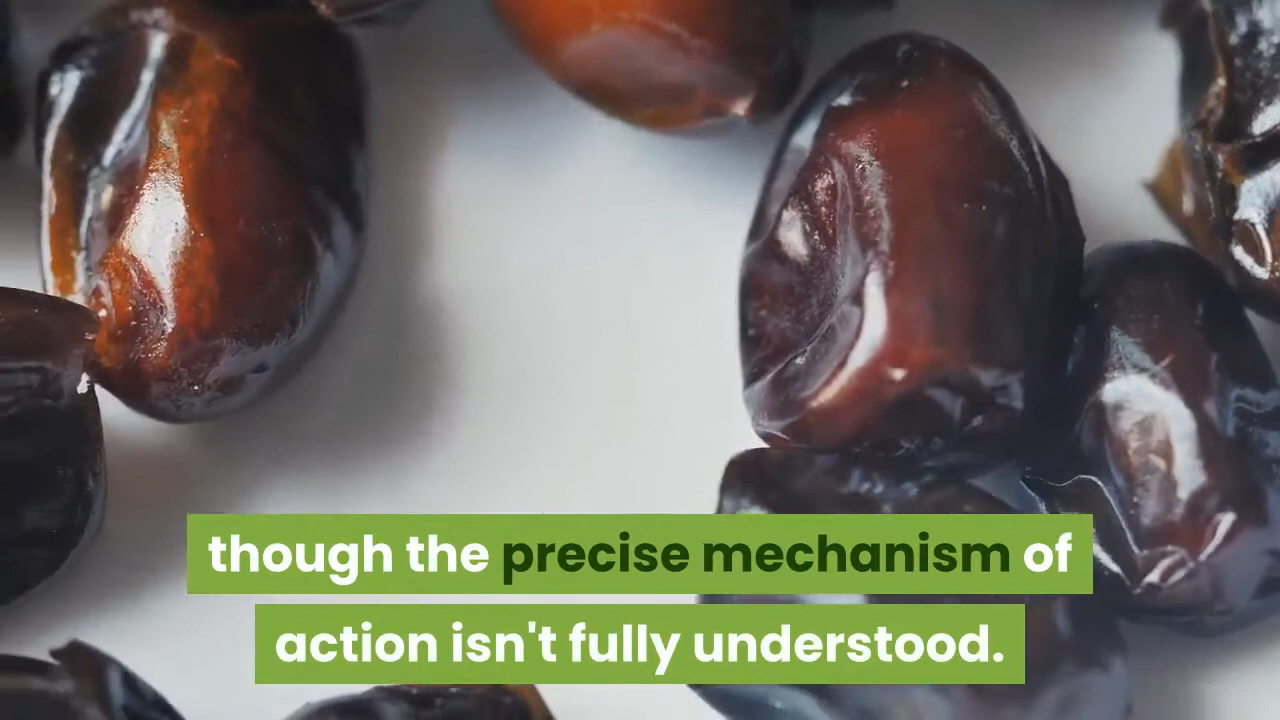 though the precise mechanism of
action isn't fully understood.